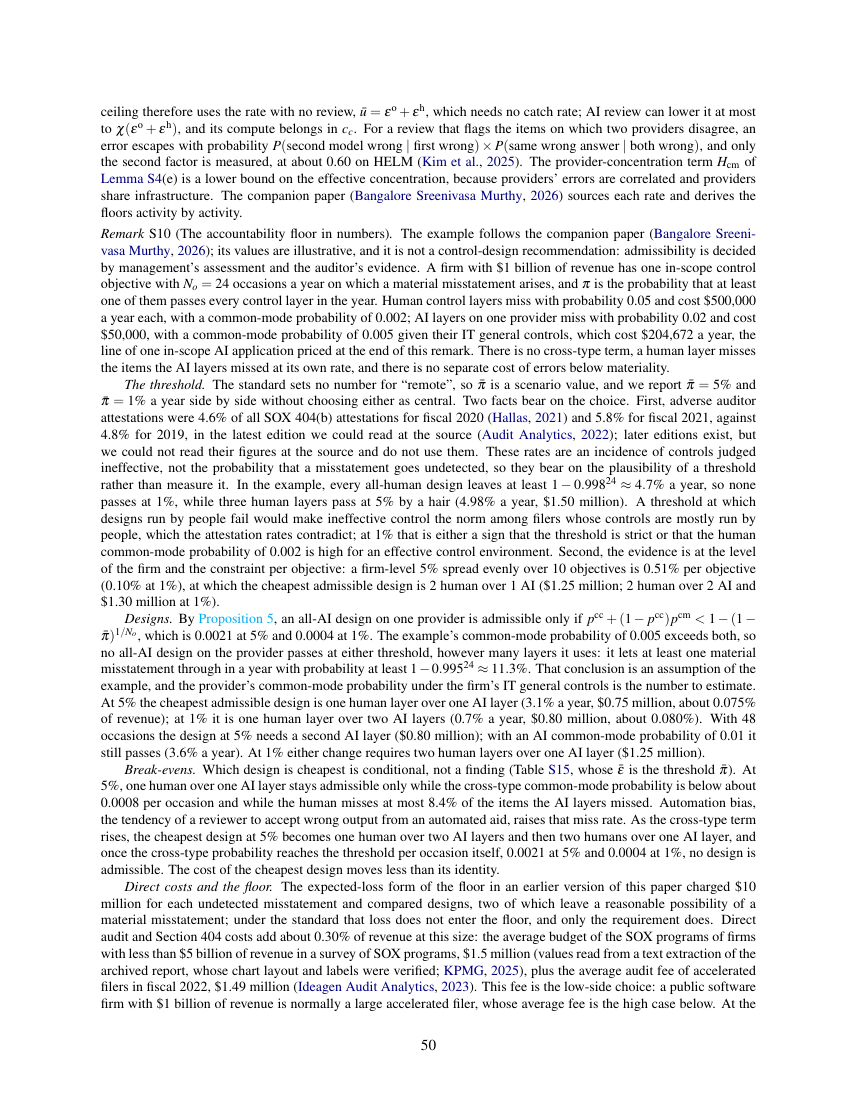 ceiling therefore uses the rate with no review, ū = ε^o + ε^h, which needs no catch rate; AI review can lower it at most
to χ(ε^o + ε^h), and its compute belongs in c_c. For a review that flags the items on which two providers disagree, an
error escapes with probability P(second model wrong | first wrong) × P(same wrong answer | both wrong), and only
the second factor is measured, at about 0.60 on HELM (Kim et al., 2025). The provider-concentration term H_cm of
Lemma S4(e) is a lower bound on the effective concentration, because providers’ errors are correlated and providers
share infrastructure. The companion paper (Bangalore Sreenivasa Murthy, 2026) sources each rate and derives the
floors activity by activity.
Remark S10 (The accountability floor in numbers). The example follows the companion paper (Bangalore Sreeni-
vasa Murthy, 2026); its values are illustrative, and it is not a control-design recommendation: admissibility is decided
by management’s assessment and the auditor’s evidence. A firm with $1 billion of revenue has one in-scope control
objective with N_o = 24 occasions a year on which a material misstatement arises, and π is the probability that at least
one of them passes every control layer in the year. Human control layers miss with probability 0.05 and cost $500,000
a year each, with a common-mode probability of 0.002; AI layers on one provider miss with probability 0.02 and cost
$50,000, with a common-mode probability of 0.005 given their IT general controls, which cost $204,672 a year, the
line of one in-scope AI application priced at the end of this remark. There is no cross-type term, a human layer misses
the items the AI layers missed at its own rate, and there is no separate cost of errors below materiality.
The threshold. The standard sets no number for “remote”, so π̄ is a scenario value, and we report π̄ = 5% and
π̄ = 1% a year side by side without choosing either as central. Two facts bear on the choice. First, adverse auditor
attestations were 4.6% of all SOX 404(b) attestations for fiscal 2020 (Hallas, 2021) and 5.8% for fiscal 2021, against
4.8% for 2019, in the latest edition we could read at the source (Audit Analytics, 2022); later editions exist, but
we could not read their figures at the source and do not use them. These rates are an incidence of controls judged
ineffective, not the probability that a misstatement goes undetected, so they bear on the plausibility of a threshold
rather than measure it. In the example, every all-human design leaves at least 1 − 0.998^24 ≈ 4.7% a year, so none
passes at 1%, while three human layers pass at 5% by a hair (4.98% a year, $1.50 million). A threshold at which
designs run by people fail would make ineffective control the norm among filers whose controls are mostly run by
people, which the attestation rates contradict; at 1% that is either a sign that the threshold is strict or that the human
common-mode probability of 0.002 is high for an effective control environment. Second, the evidence is at the level
of the firm and the constraint per objective: a firm-level 5% spread evenly over 10 objectives is 0.51% per objective
(0.10% at 1%), at which the cheapest admissible design is 2 human over 1 AI ($1.25 million; 2 human over 2 AI and
$1.30 million at 1%).
Designs. By Proposition 5, an all-AI design on one provider is admissible only if p^cc + (1 − p^cc)p^cm < 1 − (1 −
π̄)^1/N_o, which is 0.0021 at 5% and 0.0004 at 1%. The example’s common-mode probability of 0.005 exceeds both, so
no all-AI design on the provider passes at either threshold, however many layers it uses: it lets at least one material
misstatement through in a year with probability at least 1 − 0.995^24 ≈ 11.3%. That conclusion is an assumption of the
example, and the provider’s common-mode probability under the firm’s IT general controls is the number to estimate.
At 5% the cheapest admissible design is one human layer over one AI layer (3.1% a year, $0.75 million, about 0.075%
of revenue); at 1% it is one human layer over two AI layers (0.7% a year, $0.80 million, about 0.080%). With 48
occasions the design at 5% needs a second AI layer ($0.80 million); with an AI common-mode probability of 0.01 it
still passes (3.6% a year). At 1% either change requires two human layers over one AI layer ($1.25 million).
Break-evens. Which design is cheapest is conditional, not a finding (Table S15, whose ε̄ is the threshold π̄). At
5%, one human over one AI layer stays admissible only while the cross-type common-mode probability is below about
0.0008 per occasion and while the human misses at most 8.4% of the items the AI layers missed. Automation bias,
the tendency of a reviewer to accept wrong output from an automated aid, raises that miss rate. As the cross-type term
rises, the cheapest design at 5% becomes one human over two AI layers and then two humans over one AI layer, and
once the cross-type probability reaches the threshold per occasion itself, 0.0021 at 5% and 0.0004 at 1%, no design is
admissible. The cost of the cheapest design moves less than its identity.
Direct costs and the floor. The expected-loss form of the floor in an earlier version of this paper charged $10
million for each undetected misstatement and compared designs, two of which leave a reasonable possibility of a
material misstatement; under the standard that loss does not enter the floor, and only the requirement does. Direct
audit and Section 404 costs add about 0.30% of revenue at this size: the average budget of the SOX programs of firms
with less than $5 billion of revenue in a survey of SOX programs, $1.5 million (values read from a text extraction of the
archived report, whose chart layout and labels were verified; KPMG, 2025), plus the average audit fee of accelerated
filers in fiscal 2022, $1.49 million (Ideagen Audit Analytics, 2023). This fee is the low-side choice: a public software
firm with $1 billion of revenue is normally a large accelerated filer, whose average fee is the high case below. At the
50